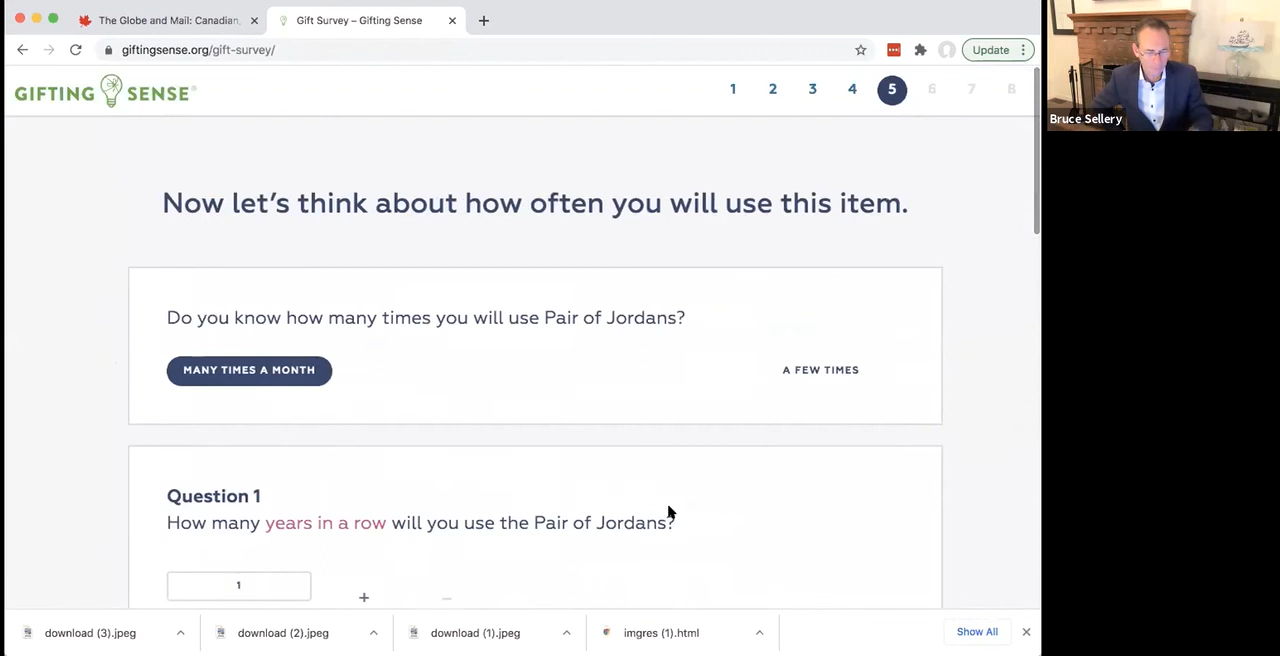 The Globe and Mail: Canadian,
Gift Survey – Gifting Sense
giftingsense.org/gift-survey/
Update
GIFTING SENSE®
1 2 3 4 5 6 7 8
Bruce Sellery
Now let's think about how often you will use this item.
Do you know how many times you will use Pair of Jordans?
MANY TIMES A MONTH
A FEW TIMES
Question 1
How many years in a row will you use the Pair of Jordans?
1
+
−
download (3).jpeg
download (2).jpeg
download (1).jpeg
imgres (1).html
Show All